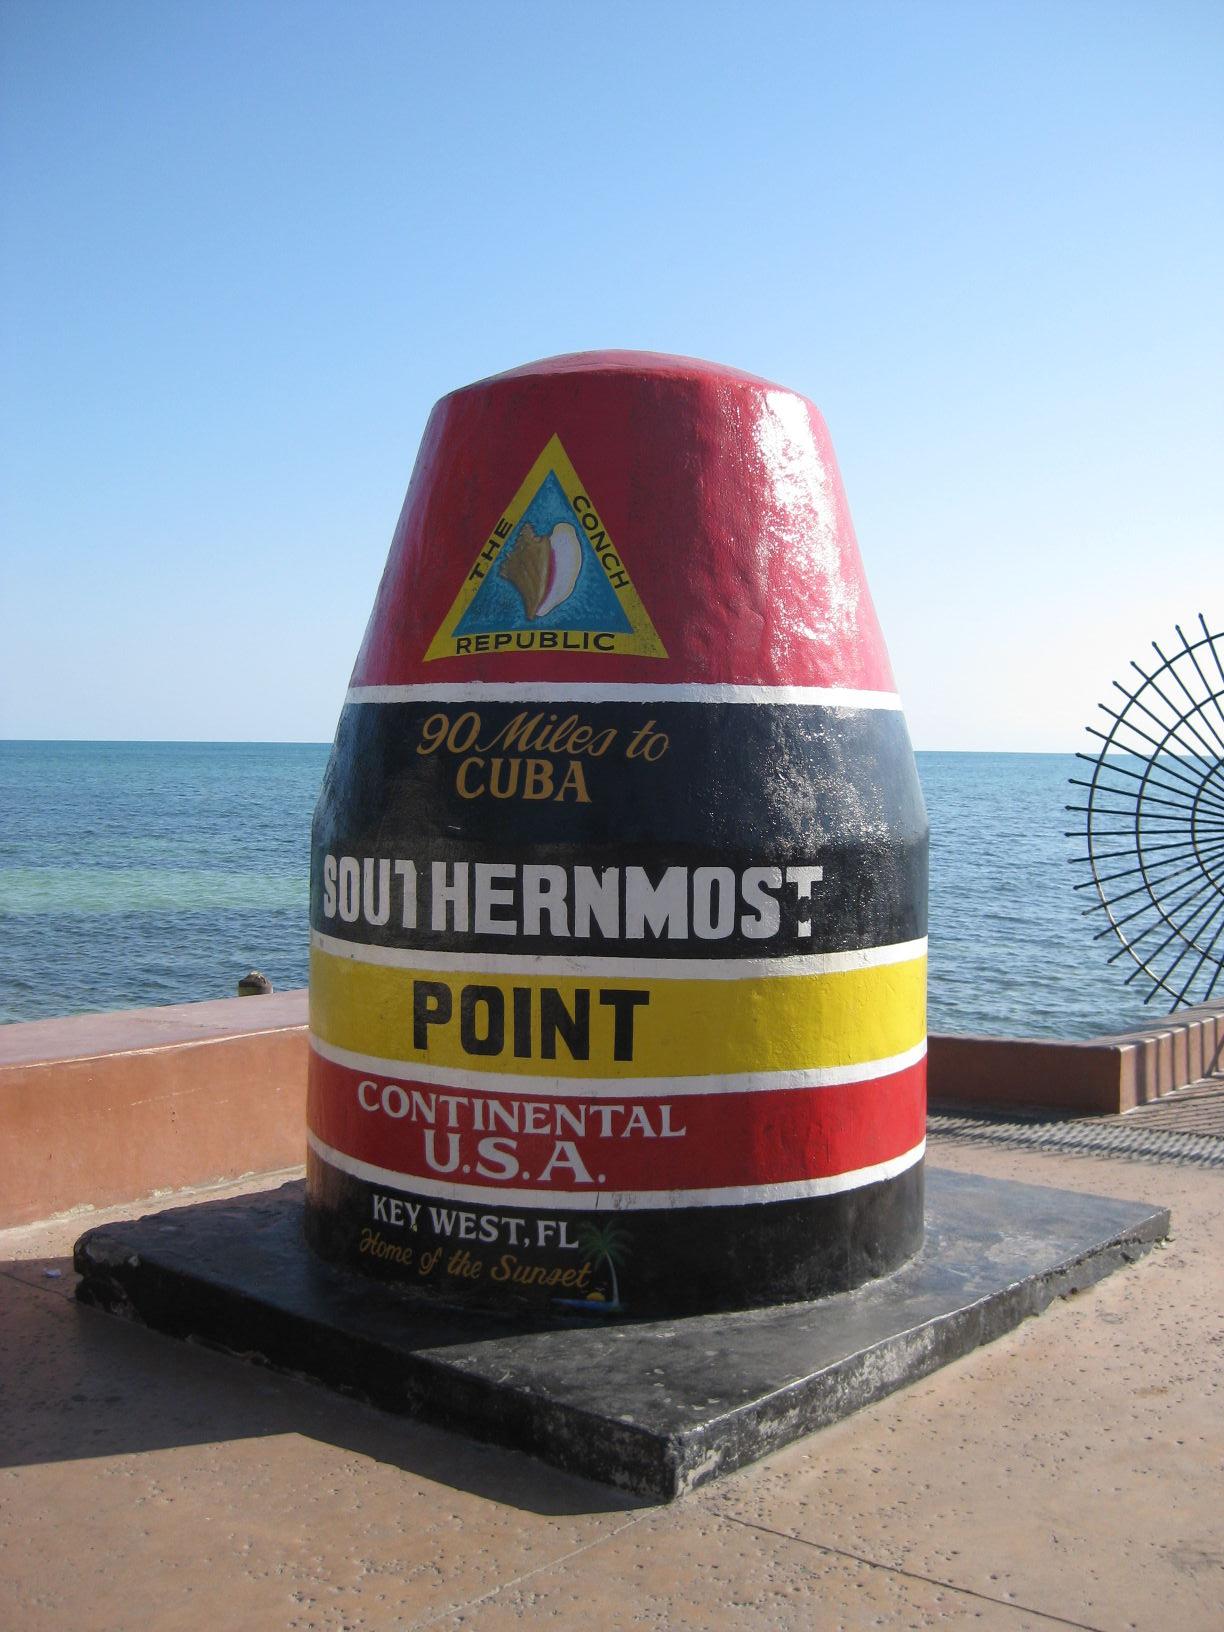 THE CONCH
REPUBLIC
90 Miles to
CUBA
SOUTHERNMOST
POINT
CONTINENTAL
U.S.A.
KEY WEST, FL
Home of the Sunset